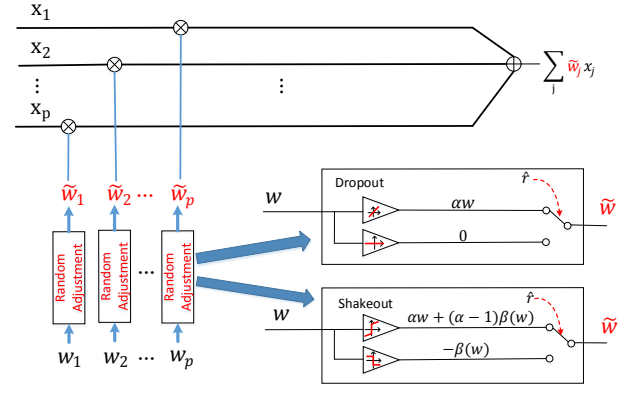 x₁
x₂
⋮ ⋮
xₚ
∑ⱼ w̃ⱼ xⱼ
w̃₁ w̃₂ ⋯ w̃ₚ
Random Adjustment
Random Adjustment
⋯
Random Adjustment
w₁ w₂ ⋯ wₚ
Dropout
r̂
w
αw
0
w̃
Shakeout
r̂
w
αw + (α − 1)β(w)
−β(w)
w̃